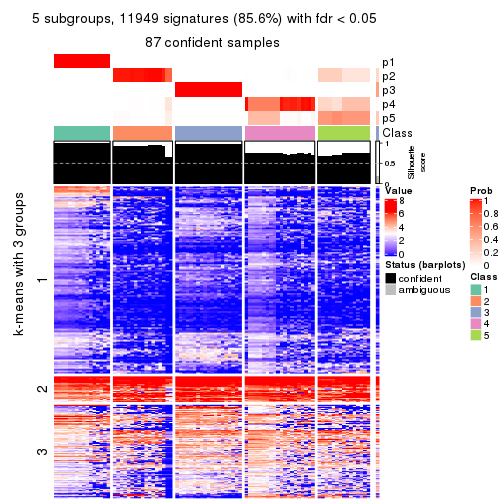 5 subgroups, 11949 signatures (85.6%) with fdr < 0.05
87 confident samples
p1
p2
p3
p4
p5
Class
1
0.5
0
Silhouette
score
k-means with 3 groups
1
2
3
Value
8
6
4
2
0
Status (barplots)
confident
ambiguous
Prob
1
0.8
0.6
0.4
0.2
0
Class
1
2
3
4
5